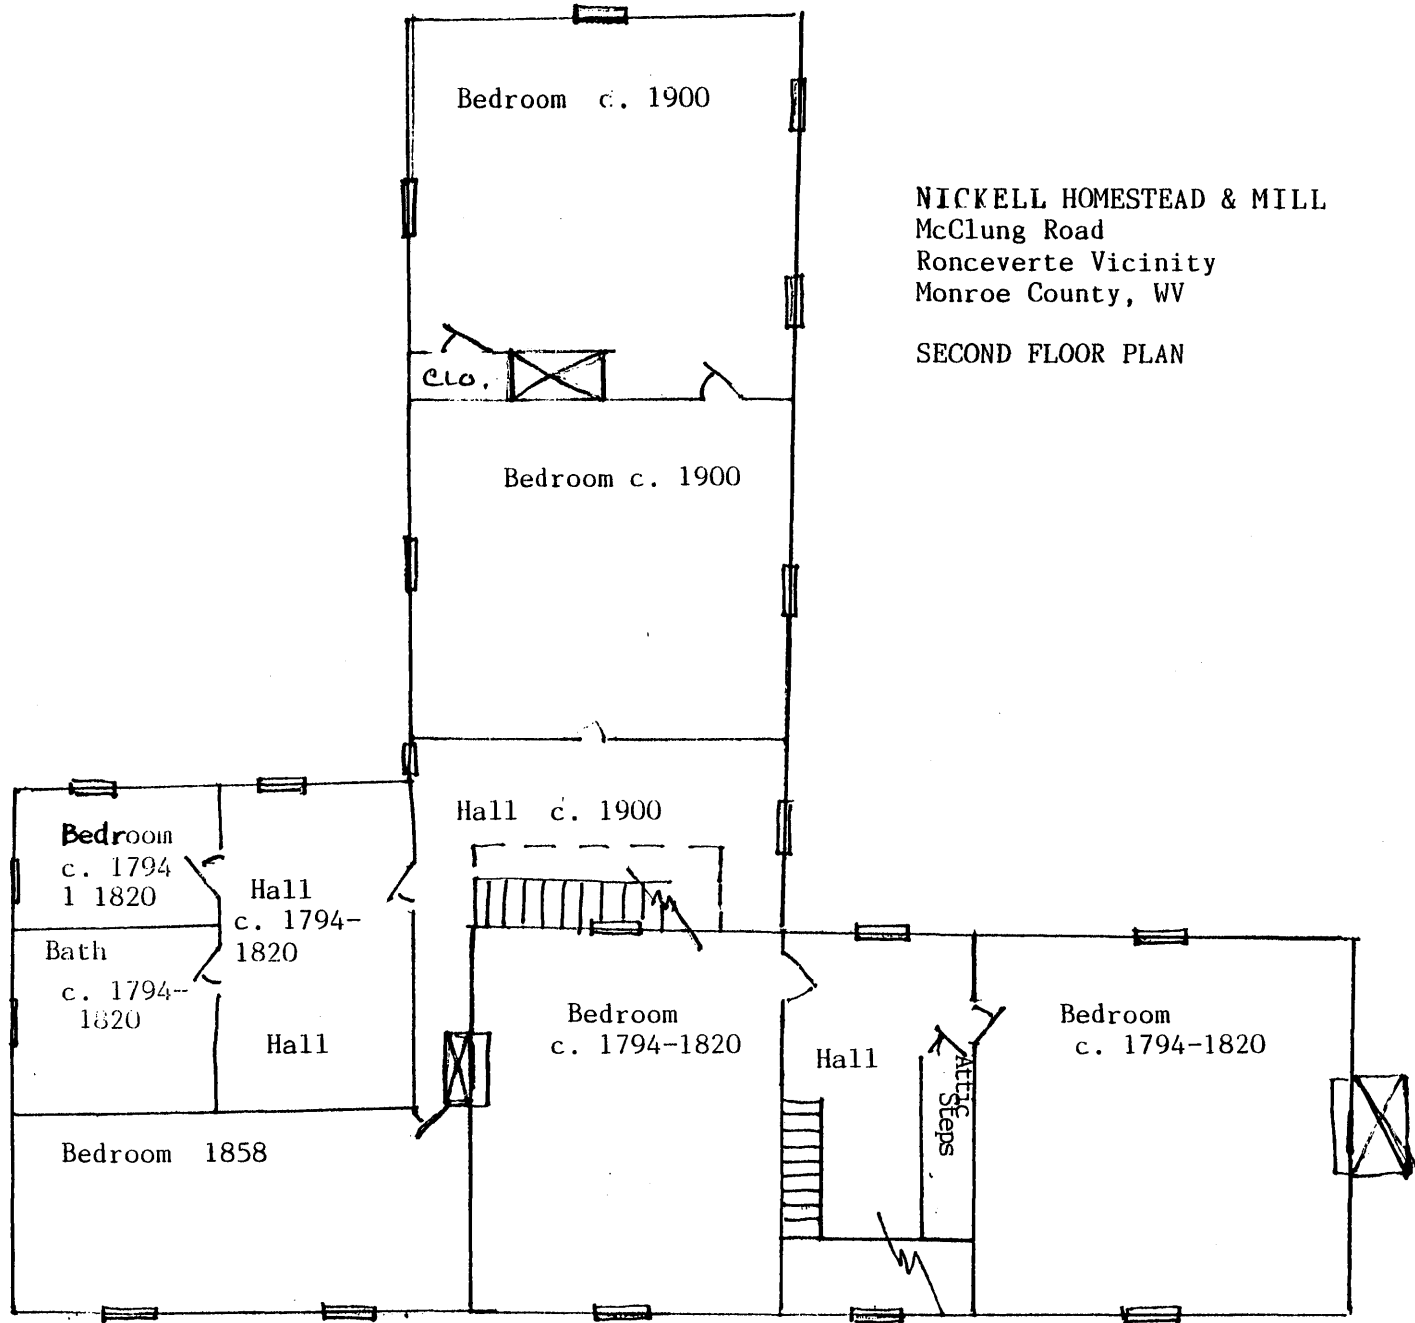 Bedroom c. 1900
NICKELL HOMESTEAD & MILL
McClung Road
Ronceverte Vicinity
Monroe County, WV
SECOND FLOOR PLAN
CLO.
Bedroom c. 1900
Hall c. 1900
Bedroom
c. 1794
1 1820
Hall
c. 1794-
1820
Bath
c. 1794-
1820
Hall
Bedroom
c. 1794-1820
Hall
Attic
Steps
Bedroom
c. 1794-1820
Bedroom 1858